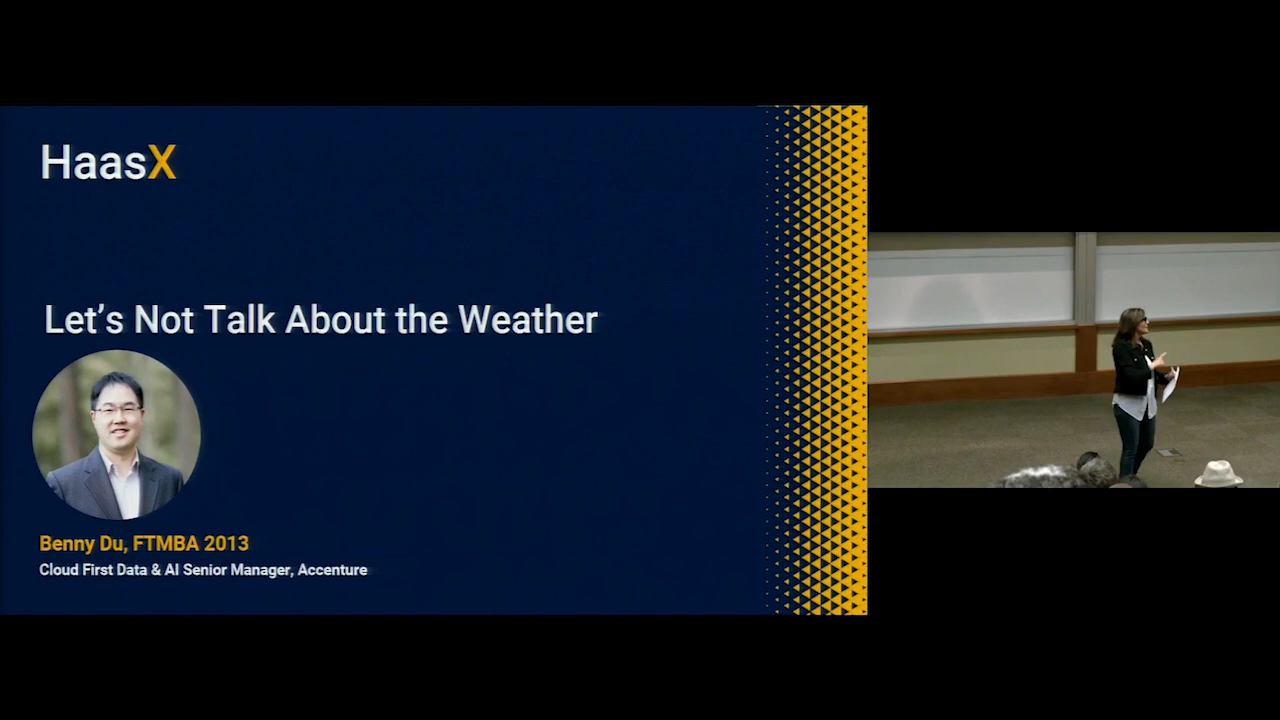 HaasX
Let's Not Talk About the Weather
Benny Du, FTMBA 2013
Cloud First Data & AI Senior Manager, Accenture